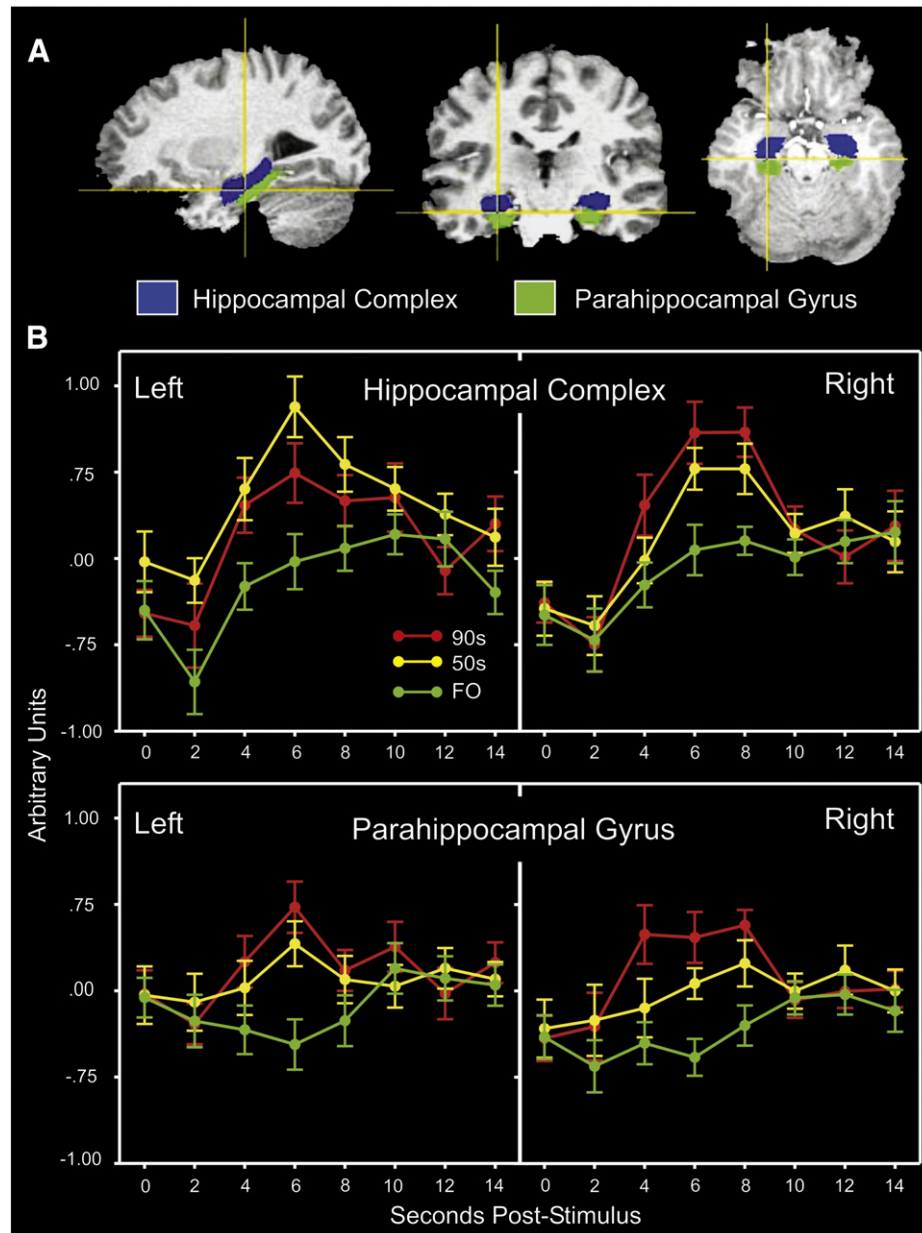 A
Hippocampal Complex
Parahippocampal Gyrus
B
Left
Hippocampal Complex
Right
1.00
.75
.00
-.75
-1.00
90s
50s
FO
0 2 4 6 8 10 12 14 0 2 4 6 8 10 12 14
Arbitrary Units
Left
Parahippocampal Gyrus
Right
1.00
.75
.00
-.75
-1.00
0 2 4 6 8 10 12 14 0 2 4 6 8 10 12 14
Seconds Post-Stimulus